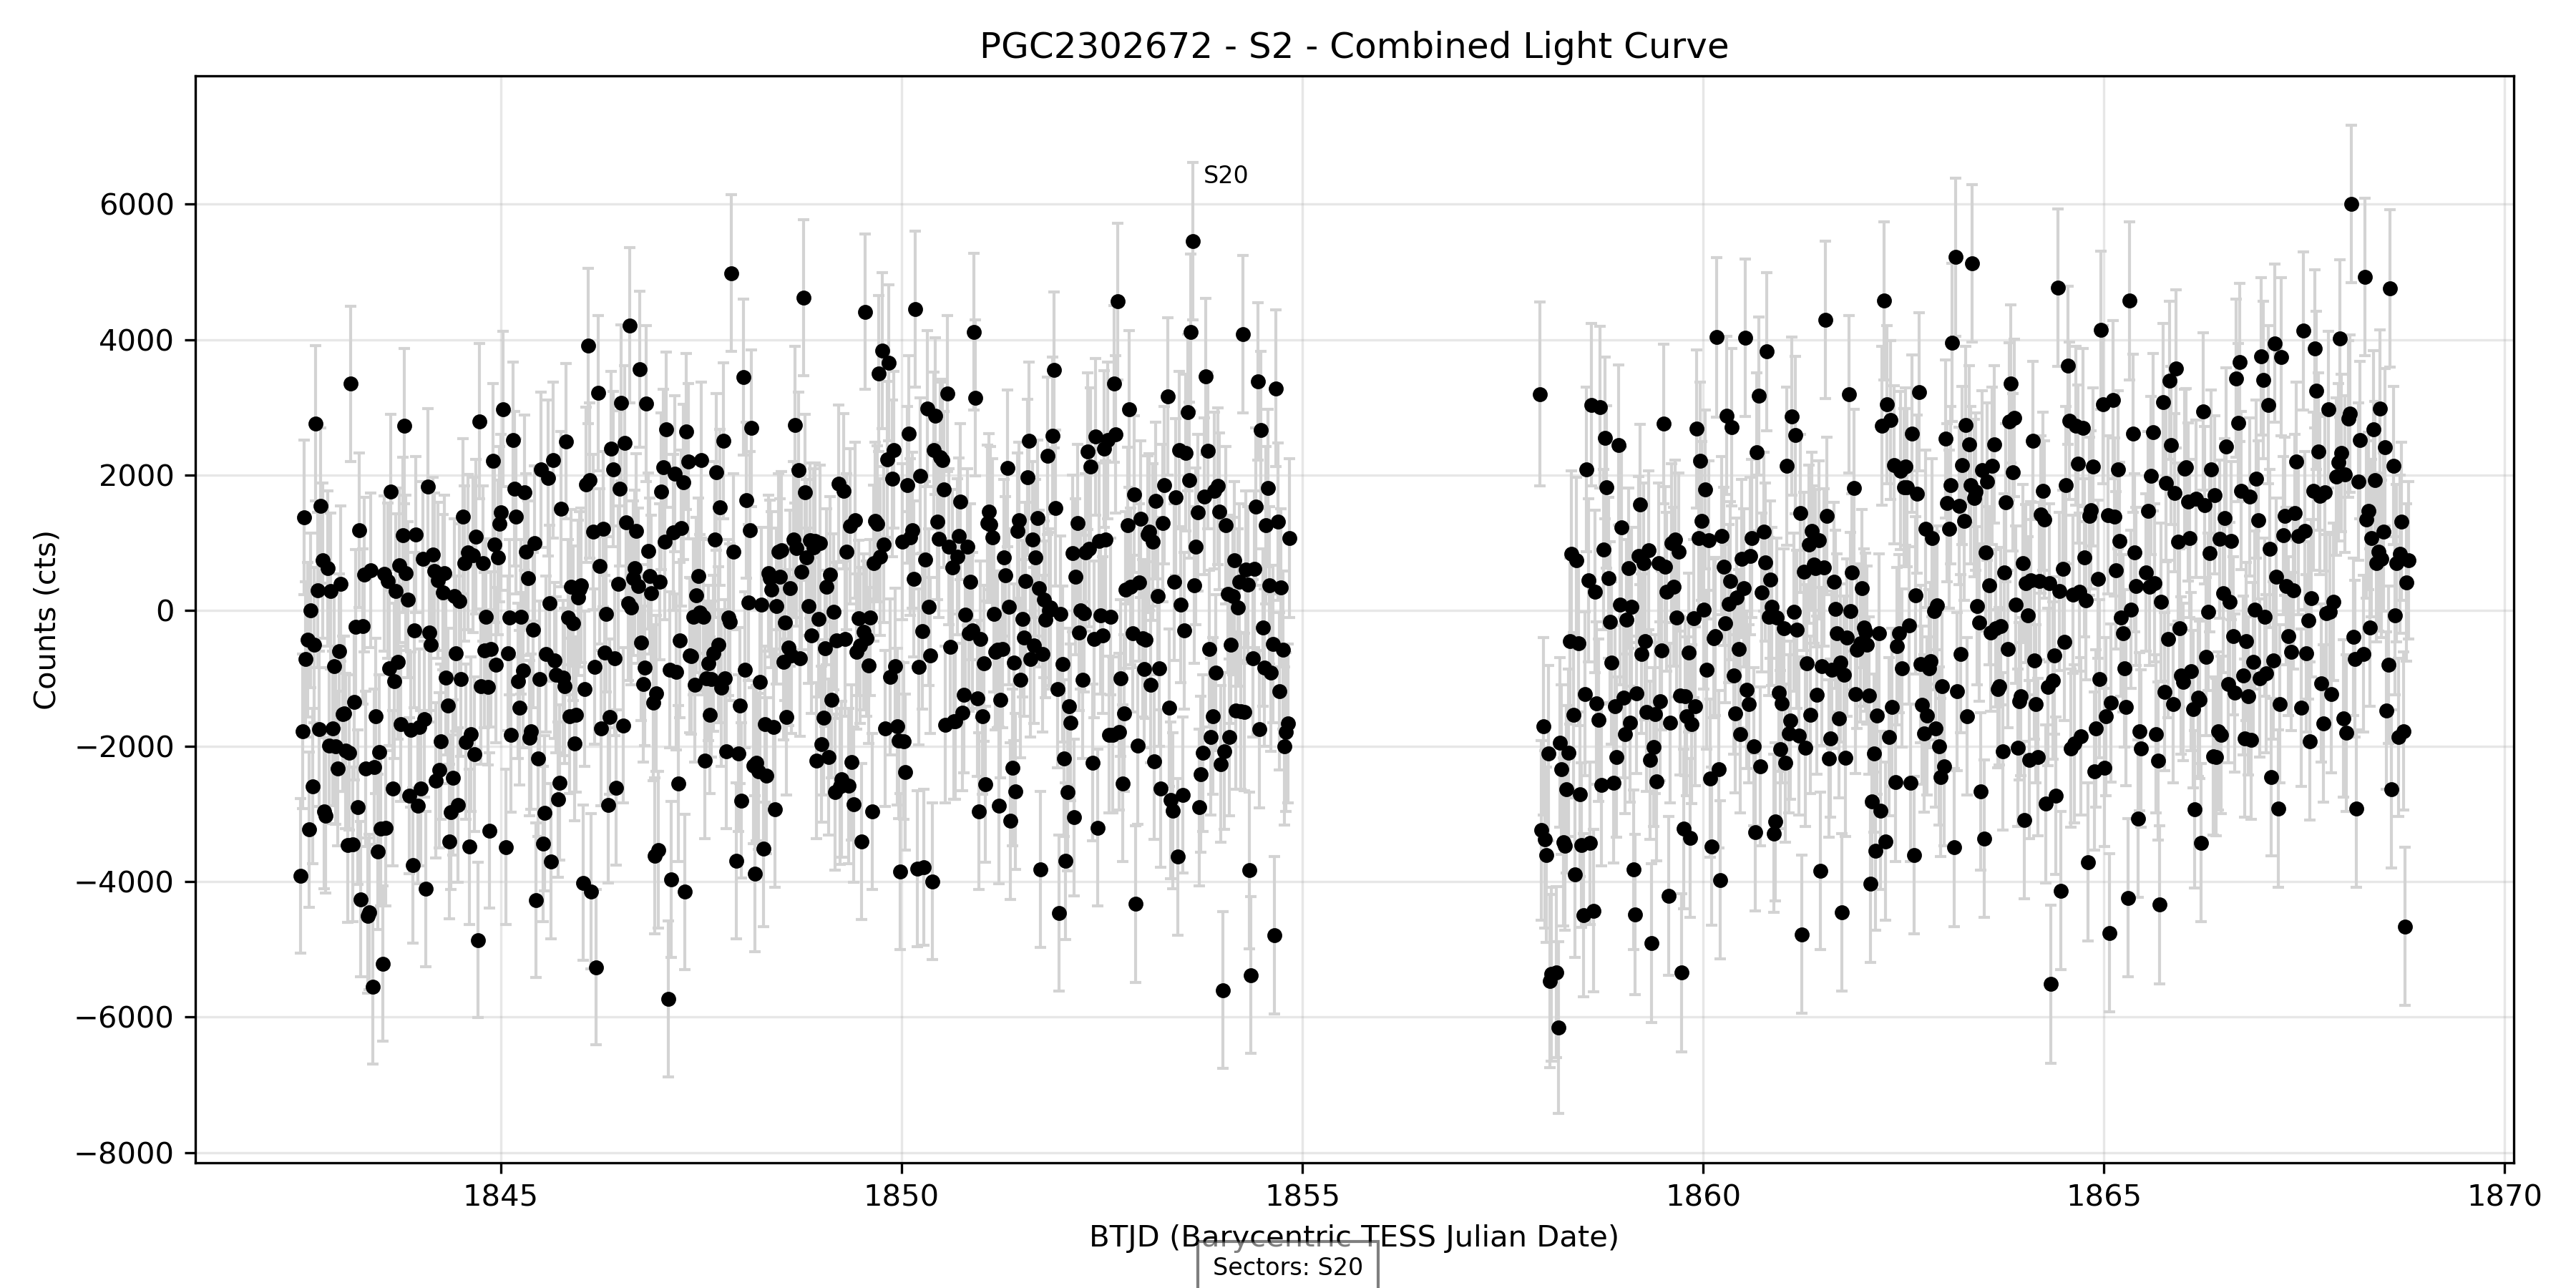 PGC2302672 - S2 - Combined Light Curve
S20
6000
4000
2000
0
−2000
−4000
−6000
−8000
Counts (cts)
1845 1850 1855 1860 1865 1870
BTJD (Barycentric TESS Julian Date)
Sectors: S20